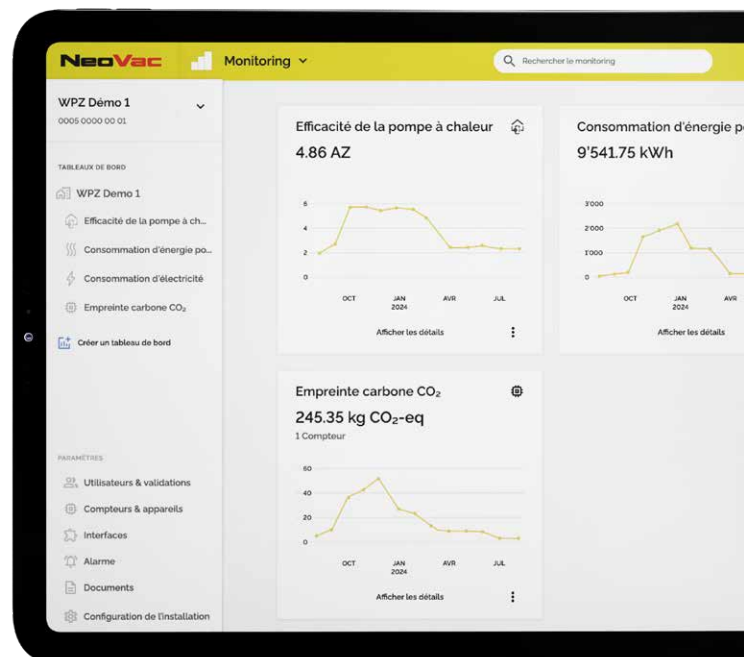 NeoVac
Monitoring
Rechercher le monitoring
WPZ Démo 1
0005 0000 00 01
TABLEAUX DE BORD
WPZ Demo 1
Efficacité de la pompe à ch...
Consommation d'énergie po...
Consommation d'électricité
Empreinte carbone CO₂
Créer un tableau de bord
PARAMÈTRES
Utilisateurs & validations
Compteurs & appareils
Interfaces
Alarme
Documents
Configuration de l'installation
Efficacité de la pompe à chaleur
4.86 AZ
6
4
2
0
OCT JAN AVR JUL
2024
Afficher les détails
Consommation d'énergie p
9'541.75 kWh
3'000
2'000
1'000
0
OCT JAN AVR
2024
Afficher les détails
Empreinte carbone CO₂
245.35 kg CO₂-eq
1 Compteur
60
40
20
0
OCT JAN AVR JUL
2024
Afficher les détails